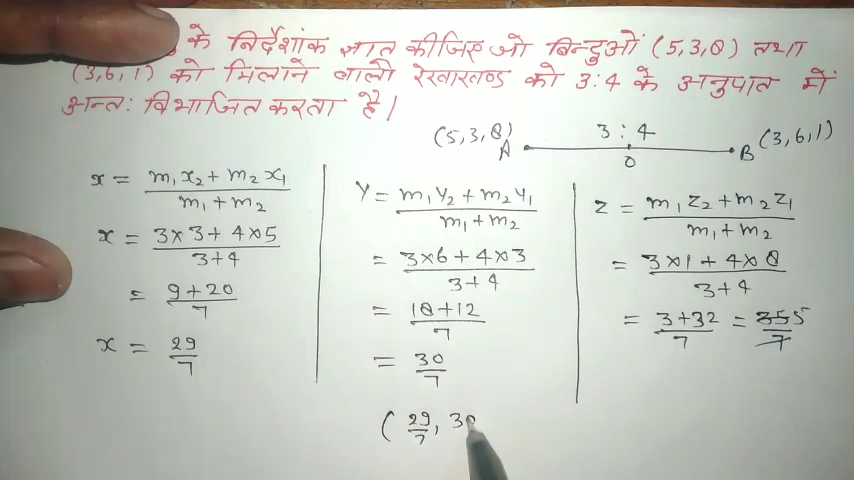 के निर्देशांक ज्ञात कीजिए जो बिन्दुओं (5,3,8) तथा
(3,6,1) को मिलाने वाली रेखाखण्ड को 3:4 के अनुपात में
अन्त: विभाजित करता है।
(5,3,8) A 3:4 O B (3,6,1)
x = m₁x₂+m₂x₁ / m₁+m₂
x = 3×3+4×5 / 3+4
= 9+20 / 7
x = 29/7
Y = m₁Y₂+m₂Y₁ / m₁+m₂
= 3×6+4×3 / 3+4
= 18+12 / 7
= 30/7
Z = m₁Z₂+m₂Z₁ / m₁+m₂
= 3×1+4×8 / 3+4
= 3+32 / 7 = 35 5 / 7
( 29/7, 30